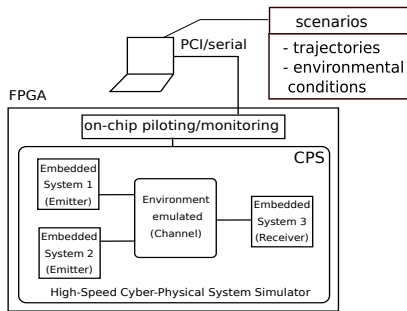 scenarios
- trajectories
- environmental
conditions
PCI/serial
FPGA
on-chip piloting/monitoring
CPS
Embedded
System 1
(Emitter)
Environment
emulated
(Channel)
Embedded
System 3
(Receiver)
Embedded
System 2
(Emitter)
High-Speed Cyber-Physical System Simulator